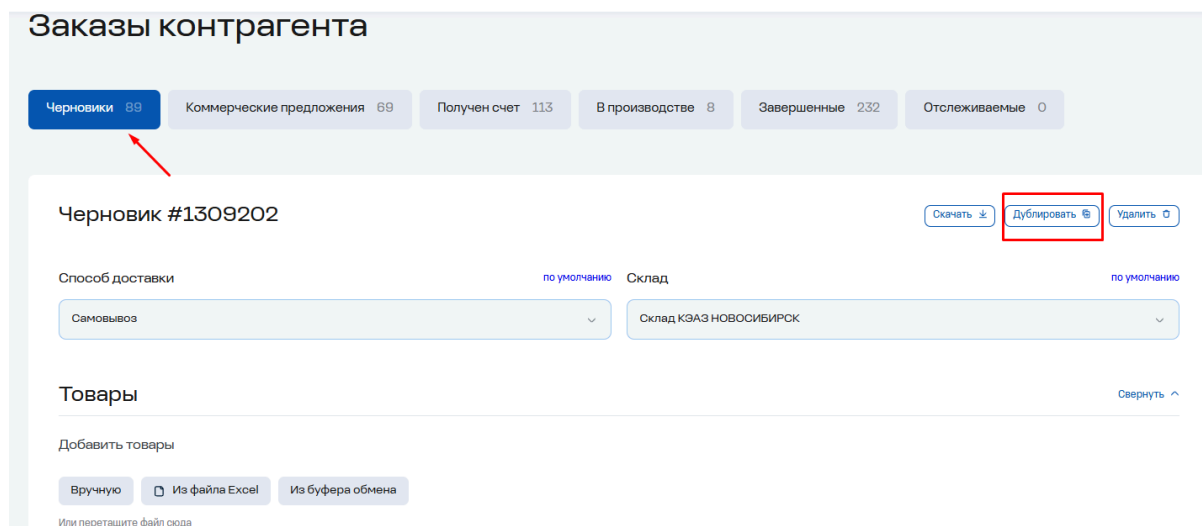 Заказы контрагента
Черновики 89 Коммерческие предложения 69 Получен счет 113 В производстве 8 Завершенные 232 Отслеживаемые 0
Черновик #1309202 Скачать Дублировать Удалить
Способ доставки по умолчанию Склад по умолчанию
Самовывоз Склад КЭАЗ НОВОСИБИРСК
Товары Свернуть
Добавить товары
Вручную Из файла Excel Из буфера обмена
Или перетащите файл сюда